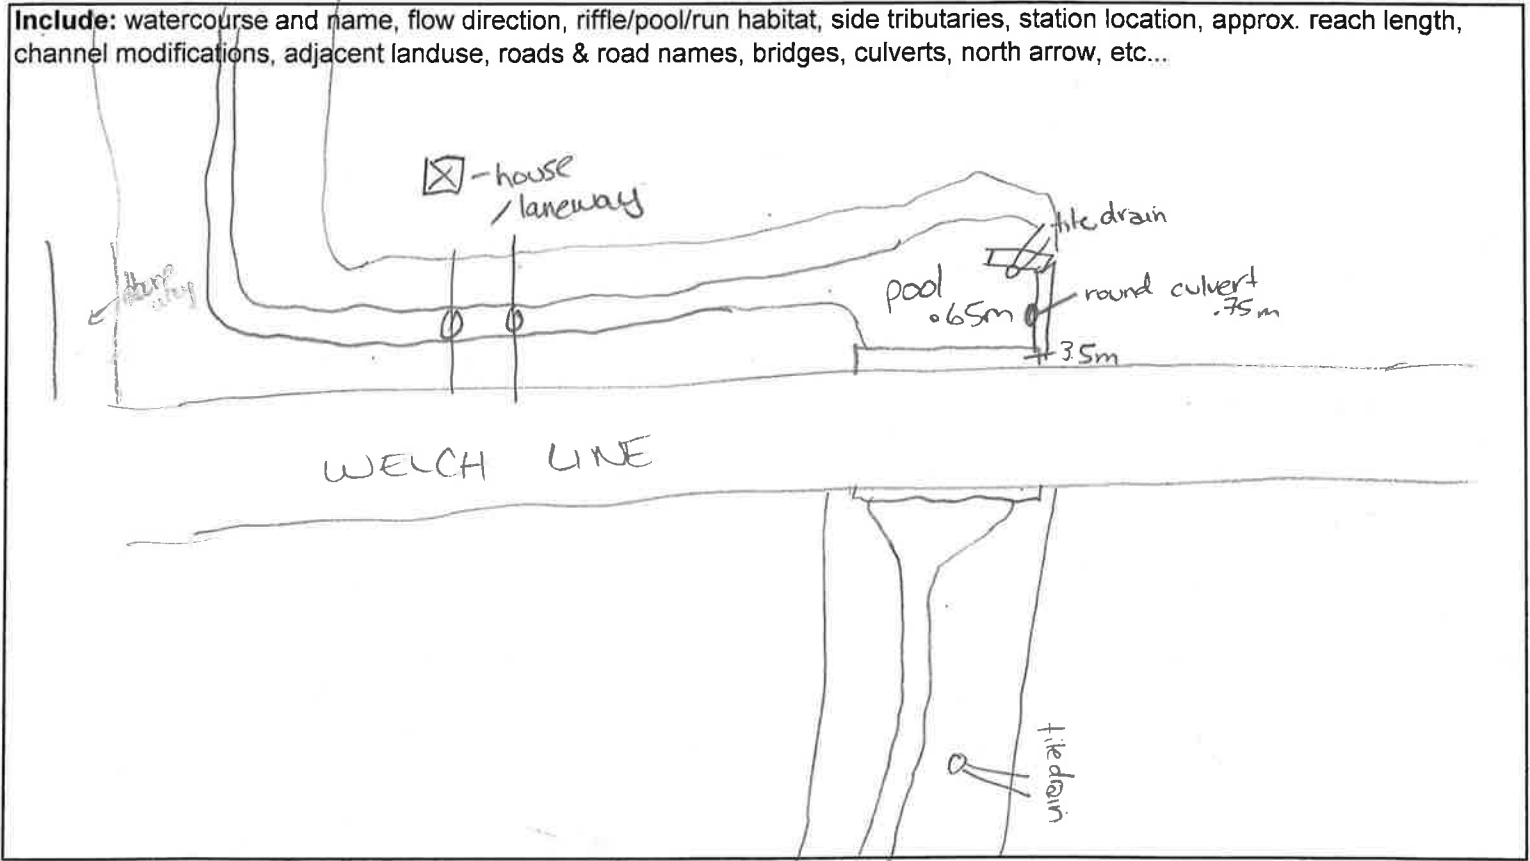 Include: watercourse and name, flow direction, riffle/pool/run habitat, side tributaries, station location, approx. reach length,
channel modifications, adjacent landuse, roads & road names, bridges, culverts, north arrow, etc...
-house
laneway
tile drain
pool
.65m
round culvert
.75m
3.5m
WELCH LINE
tile drain